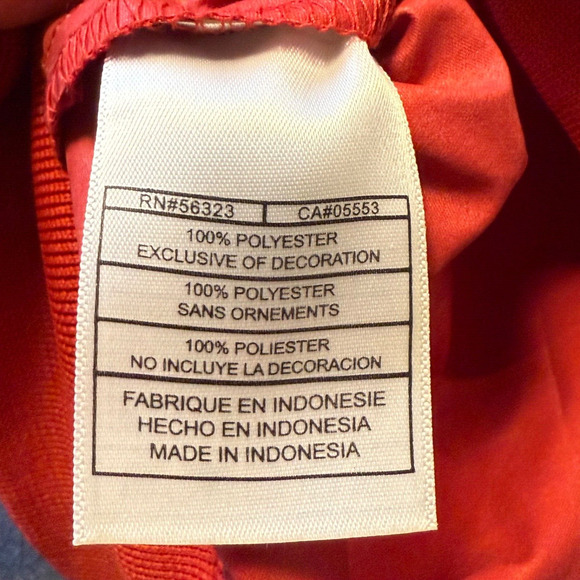 RN#56323 CA#05553
100% POLYESTER
EXCLUSIVE OF DECORATION
100% POLYESTER
SANS ORNEMENTS
100% POLIESTER
NO INCLUYE LA DECORACION
FABRIQUE EN INDONESIE
HECHO EN INDONESIA
MADE IN INDONESIA